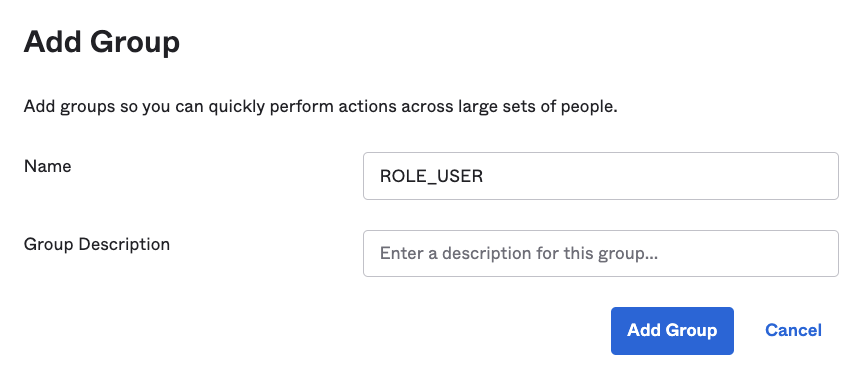 Add Group
Add groups so you can quickly perform actions across large sets of people.
Name
ROLE_USER
Group Description
Enter a description for this group...
Add Group
Cancel